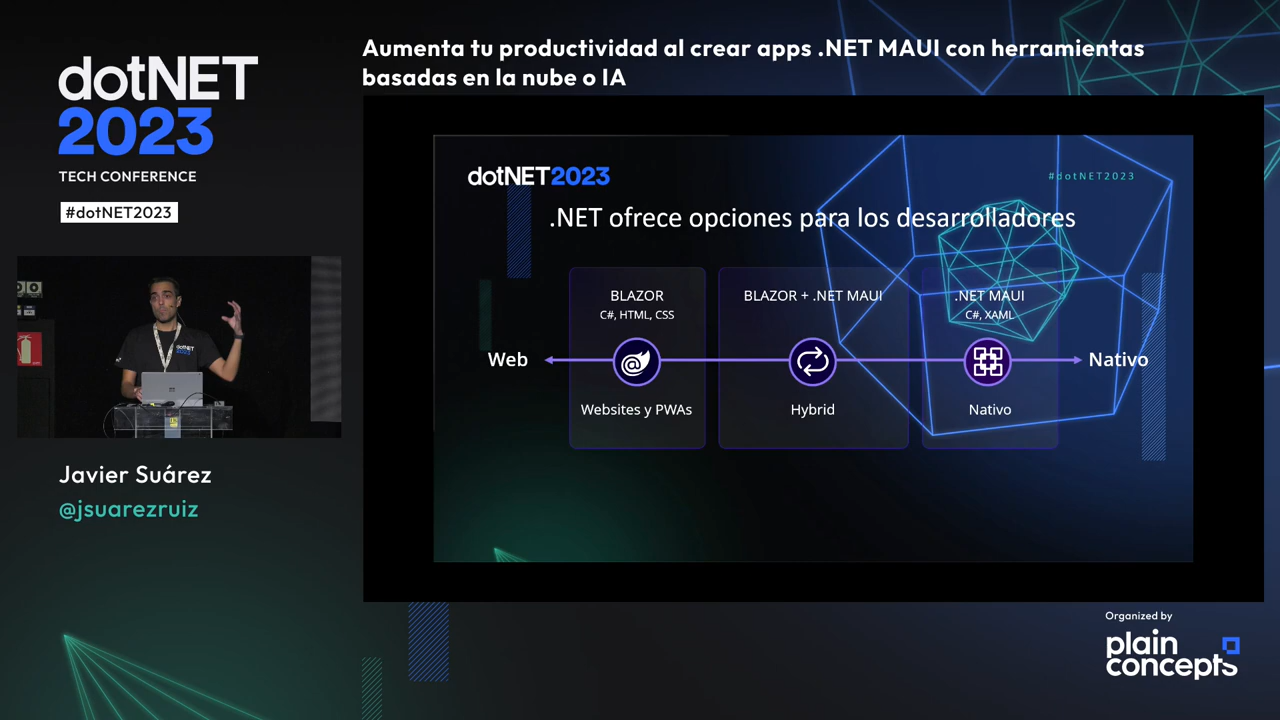 dotNET
2023
TECH CONFERENCE
#dotNET2023
Aumenta tu productividad al crear apps .NET MAUI con herramientas
basadas en la nube o IA
dotNET2023
#dotNET2023
.NET ofrece opciones para los desarrolladores
BLAZOR
C#, HTML, CSS
BLAZOR + .NET MAUI
.NET MAUI
C#, XAML
Web
Nativo
Websites y PWAs
Hybrid
Nativo
Javier Suárez
@jsuarezruiz
Organized by
plain
concepts